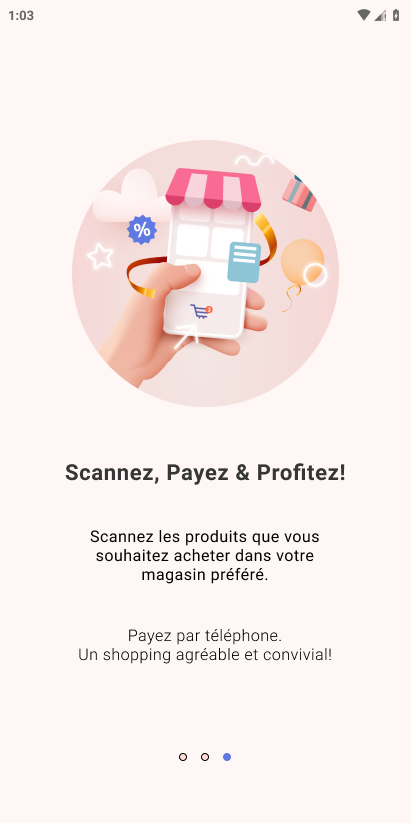 1:03
%
Scannez, Payez & Profitez!
Scannez les produits que vous
souhaitez acheter dans votre
magasin préféré.
Payez par téléphone.
Un shopping agréable et convivial!